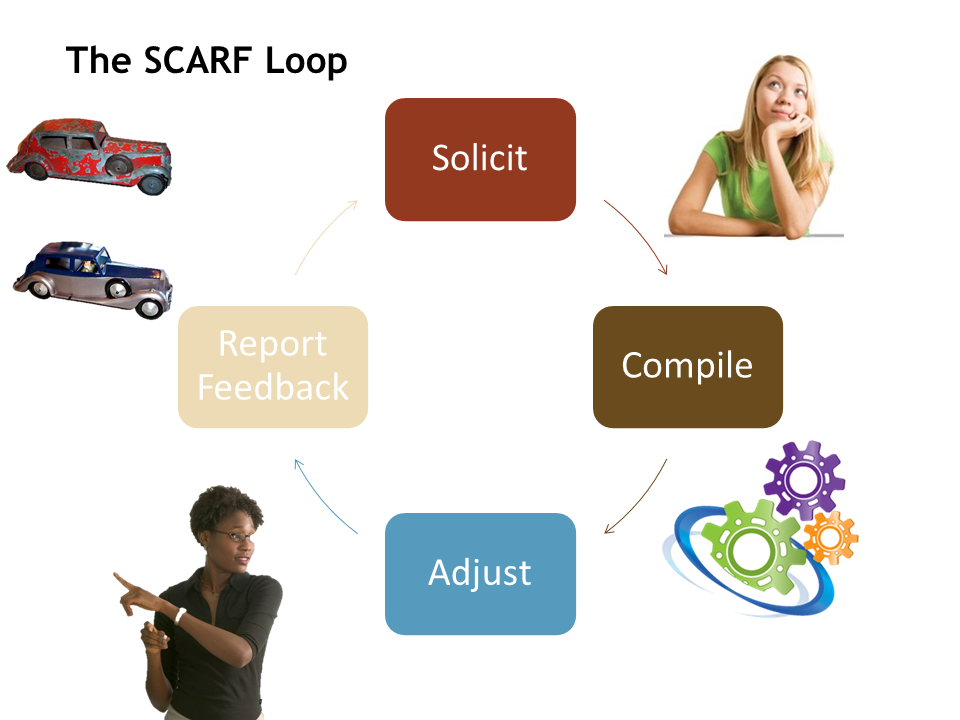 The SCARF Loop
Solicit
Compile
Adjust
Report
Feedback